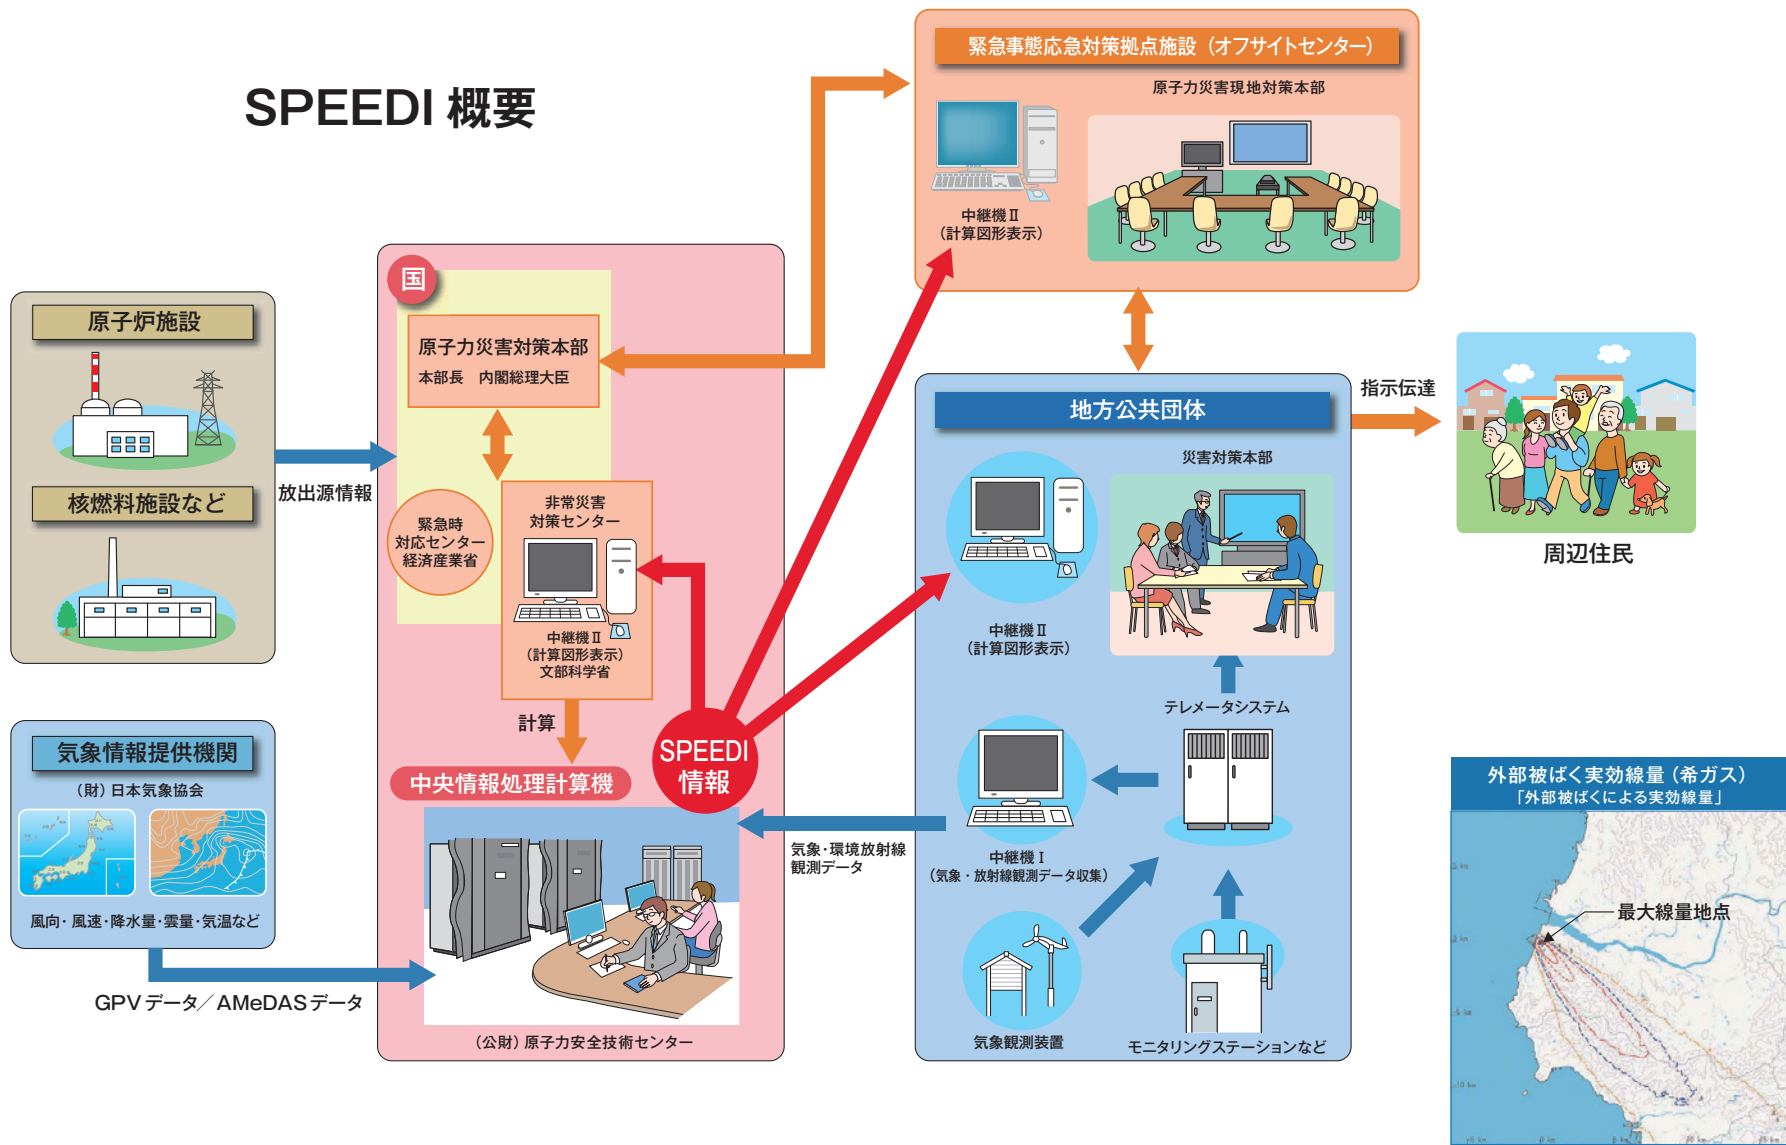 SPEEDI 概要
緊急事態応急対策拠点施設（オフサイトセンター）
原子力災害現地対策本部
中継機Ⅱ
（計算図形表示）
国
原子力災害対策本部
本部長　内閣総理大臣
原子炉施設
核燃料施設など
放出源情報
緊急時
対応センター
経済産業省
非常災害
対策センター
中継機Ⅱ
（計算図形表示）
文部科学省
計算
SPEEDI
情報
中央情報処理計算機
（公財）原子力安全技術センター
気象情報提供機関
（財）日本気象協会
風向・風速・降水量・雲量・気温など
GPVデータ／AMeDASデータ
気象・環境放射線
観測データ
地方公共団体
災害対策本部
中継機Ⅱ
（計算図形表示）
テレメータシステム
中継機Ⅰ
（気象・放射線観測データ収集）
気象観測装置
モニタリングステーションなど
指示伝達
周辺住民
外部被ばく実効線量（希ガス）
「外部被ばくによる実効線量」
最大線量地点